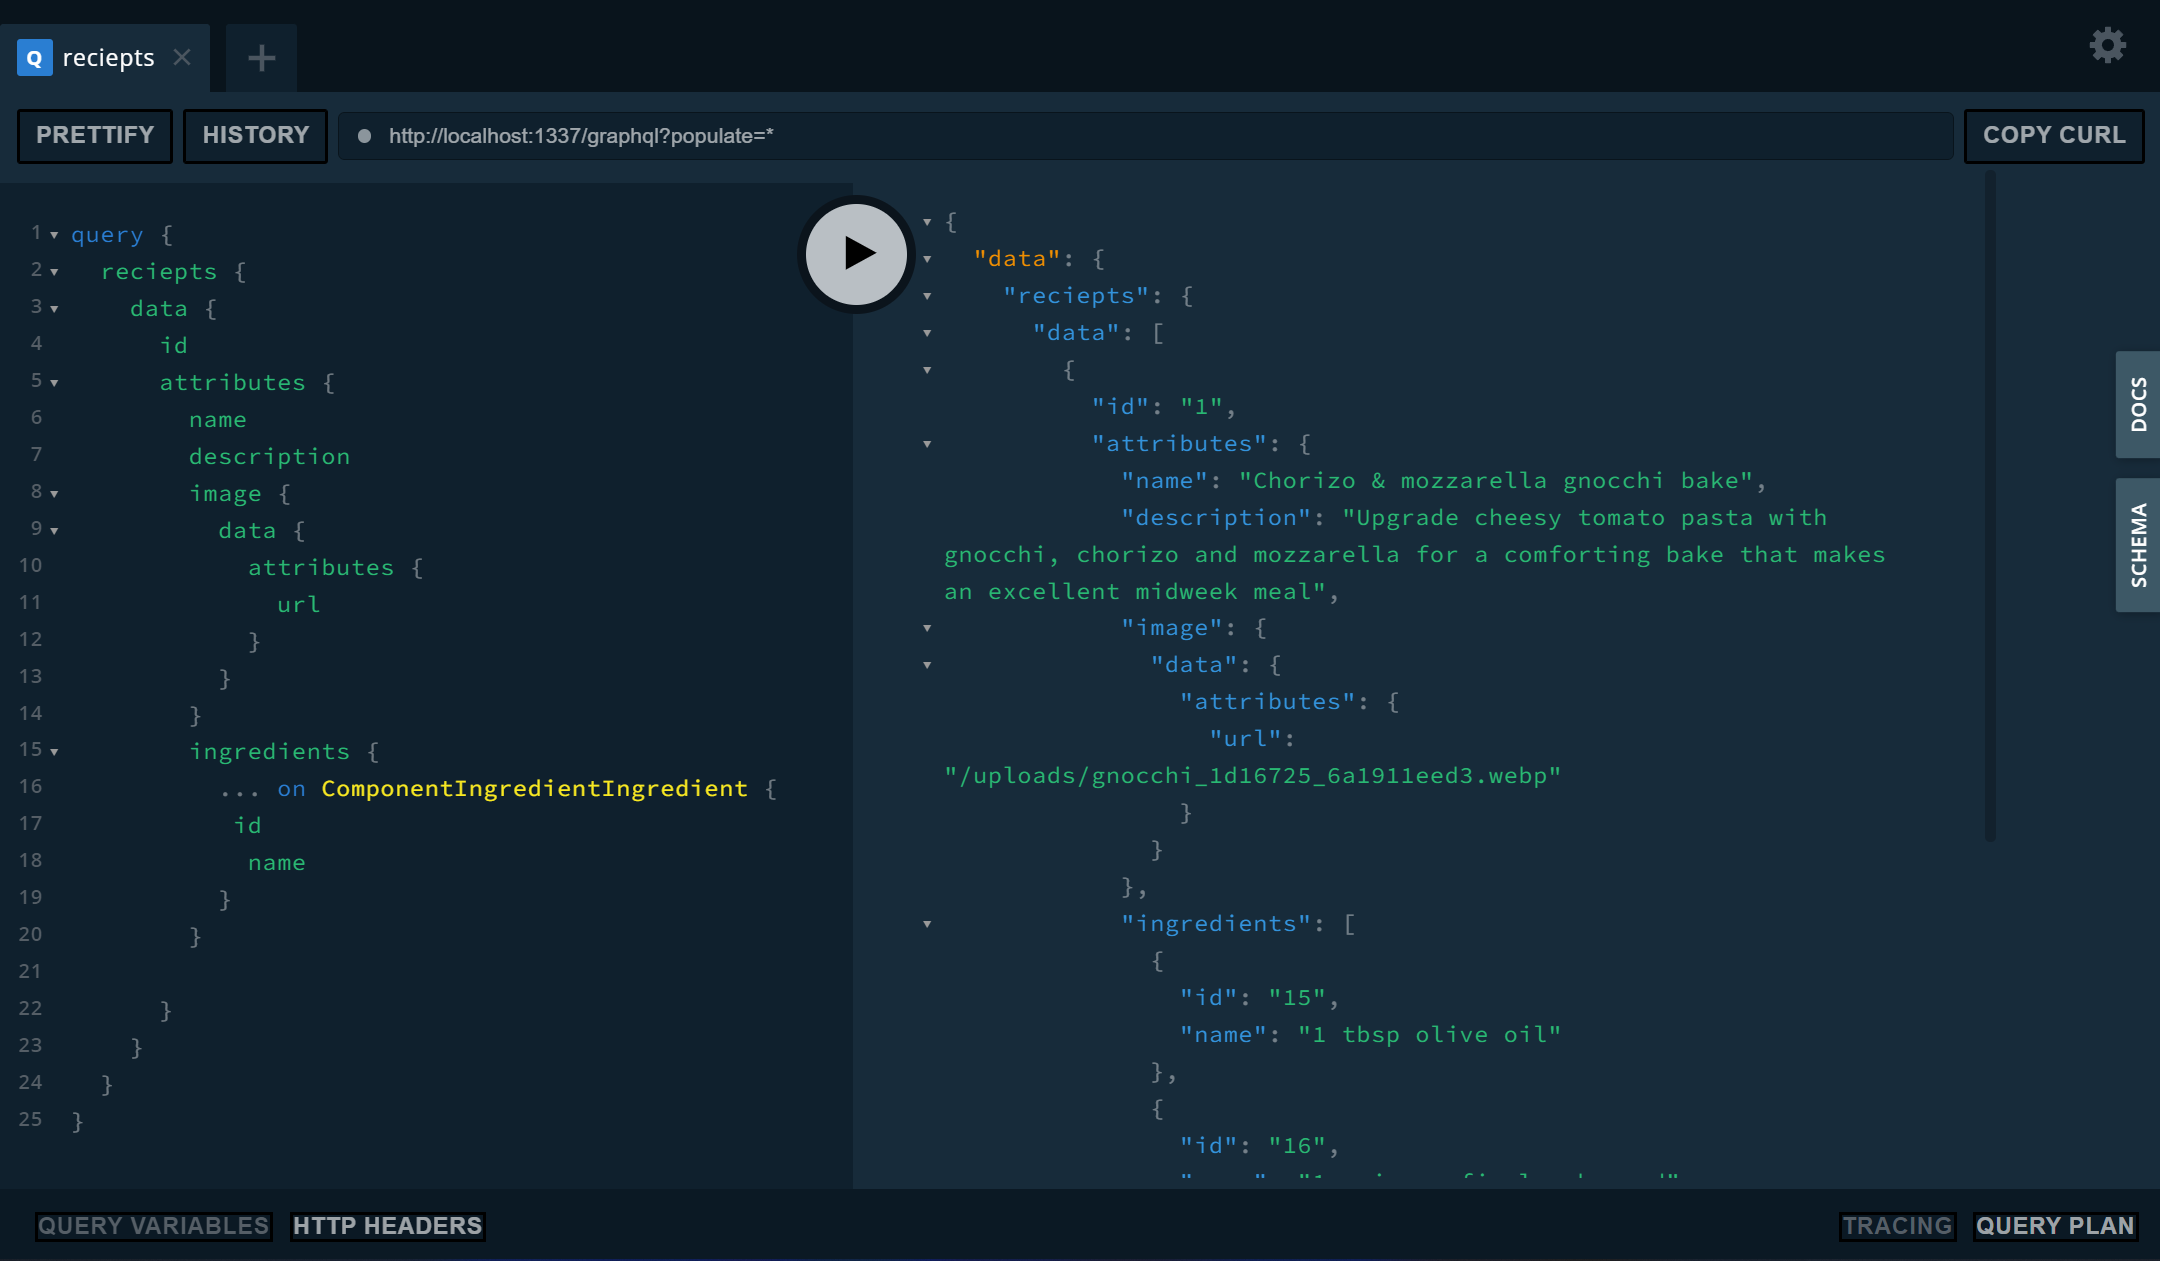 Q reciepts
PRETTIFY HISTORY http://localhost:1337/graphql?populate=* COPY CURL
1 query {
2 reciepts {
3 data {
4 id
5 attributes {
6 name
7 description
8 image {
9 data {
10 attributes {
11 url
12 }
13 }
14 }
15 ingredients {
16 ... on ComponentIngredientIngredient {
17 id
18 name
19 }
20 }
21
22 }
23 }
24 }
25 }
{
"data": {
"reciepts": {
"data": [
{
"id": "1",
"attributes": {
"name": "Chorizo & mozzarella gnocchi bake",
"description": "Upgrade cheesy tomato pasta with
gnocchi, chorizo and mozzarella for a comforting bake that makes
an excellent midweek meal",
"image": {
"data": {
"attributes": {
"url":
"/uploads/gnocchi_1d16725_6a1911eed3.webp"
}
}
},
"ingredients": [
{
"id": "15",
"name": "1 tbsp olive oil"
},
{
"id": "16",
DOCS
SCHEMA
QUERY VARIABLES HTTP HEADERS TRACING QUERY PLAN